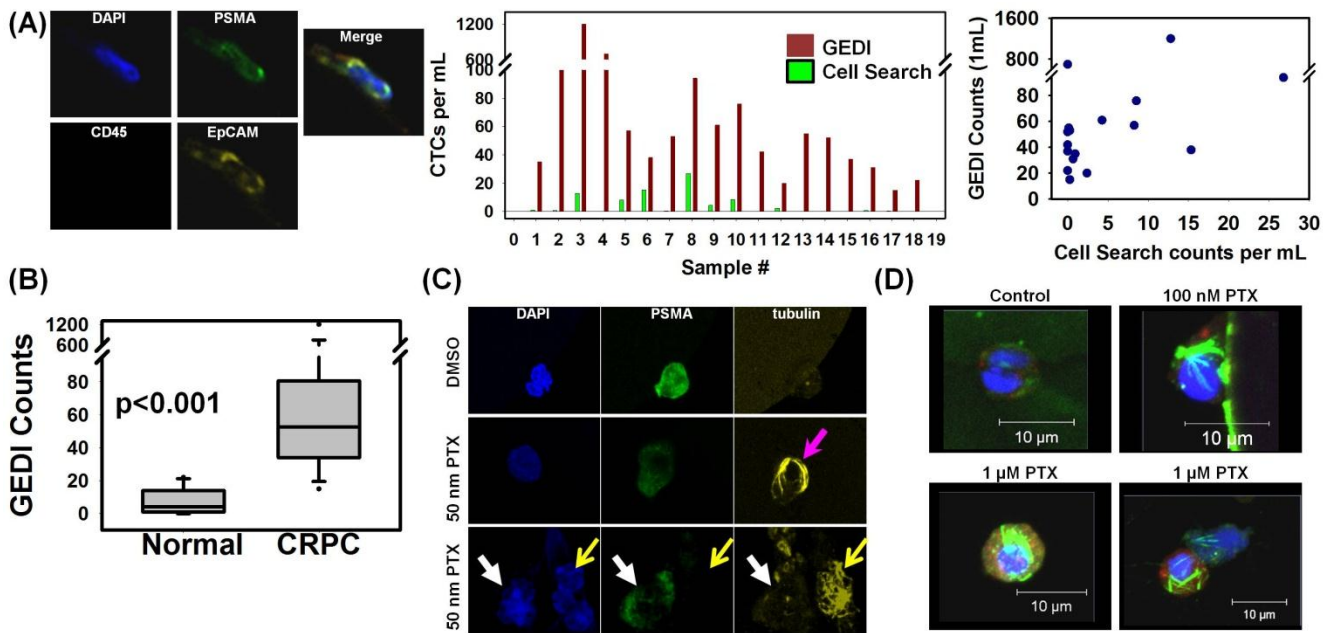 (A)
DAPI PSMA
Merge
CD45 EpCAM
CTCs per mL
1200
600
100
80
60
40
20
0
GEDI
Cell Search
0 1 2 3 4 5 6 7 8 9 10 11 12 13 14 15 16 17 18 19
Sample #
GEDI Counts (1mL)
1600
800
60
40
20
0
0 5 10 15 20 25 30
Cell Search counts per mL
(B)
GEDI Counts
1200
600
80
60
40
20
0
p<0.001
Normal CRPC
(C)
DAPI PSMA tubulin
DMSO
50 nm PTX
50 nm PTX
(D)
Control 100 nM PTX
10 µm 10 µm
1 µM PTX 1 µM PTX
10 µm 10 µm